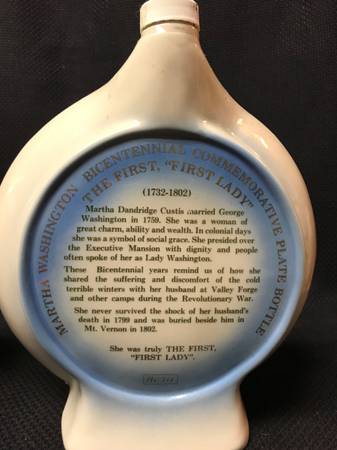 MARTHA WASHINGTON BICENTENNIAL COMMEMORATIVE PLATE BOTTLE
THE FIRST, "FIRST LADY"
(1732-1802)
Martha Dandridge Custis married George
Washington in 1759. She was a woman of
great charm, ability and wealth. In colonial days
she was a symbol of social grace. She presided over
the Executive Mansion with dignity and people
often spoke of her as Lady Washington.
These Bicentennial years remind us of how she
shared the suffering and discomfort of the cold
terrible winters with her husband at Valley Forge
and other camps during the Revolutionary War.
She never survived the shock of her husband's
death in 1799 and was buried beside him in
Mt. Vernon in 1802.
She was truly THE FIRST,
"FIRST LADY".